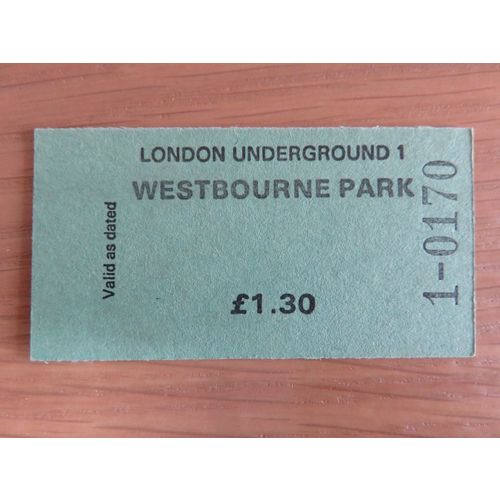 LONDON UNDERGROUND 1
WESTBOURNE PARK
Valid as dated
£1.30
1-0170